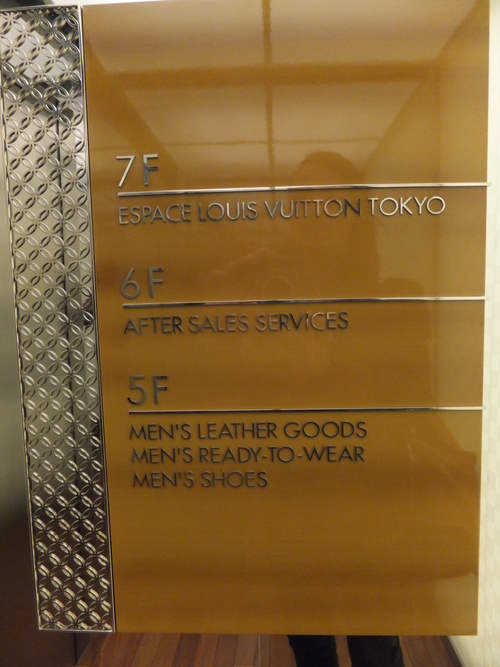 7F
ESPACE LOUIS VUITTON TOKYO
6F
AFTER SALES SERVICES
5F
MEN'S LEATHER GOODS
MEN'S READY-TO-WEAR
MEN'S SHOES